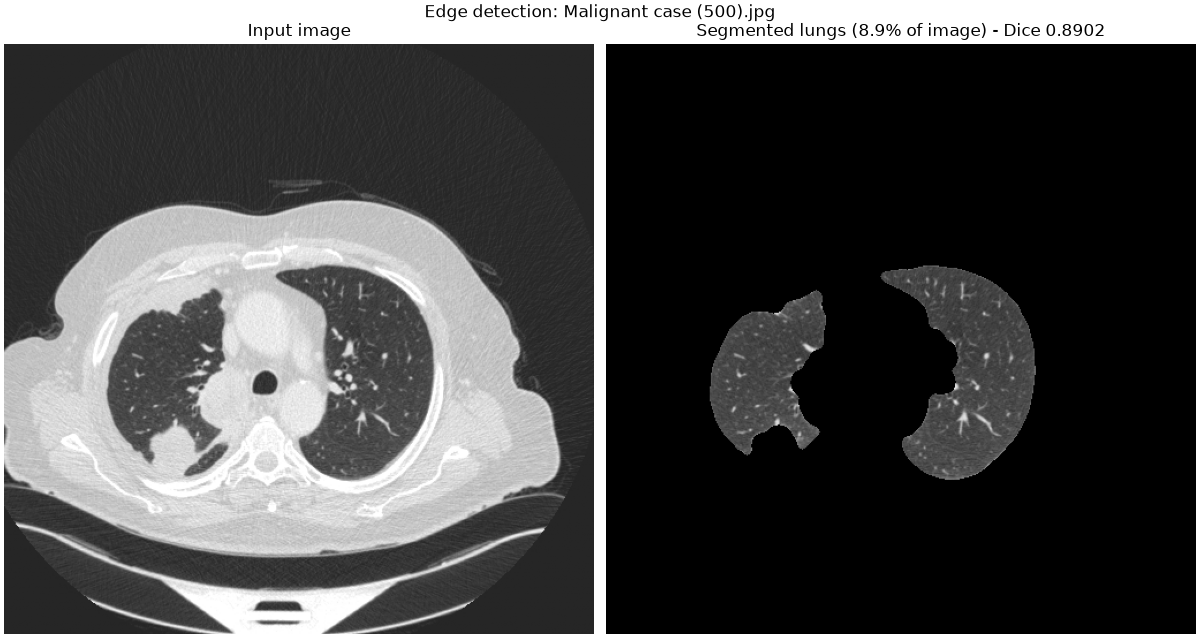 Edge detection: Malignant case (500).jpg
Input image
Segmented lungs (8.9% of image) - Dice 0.8902